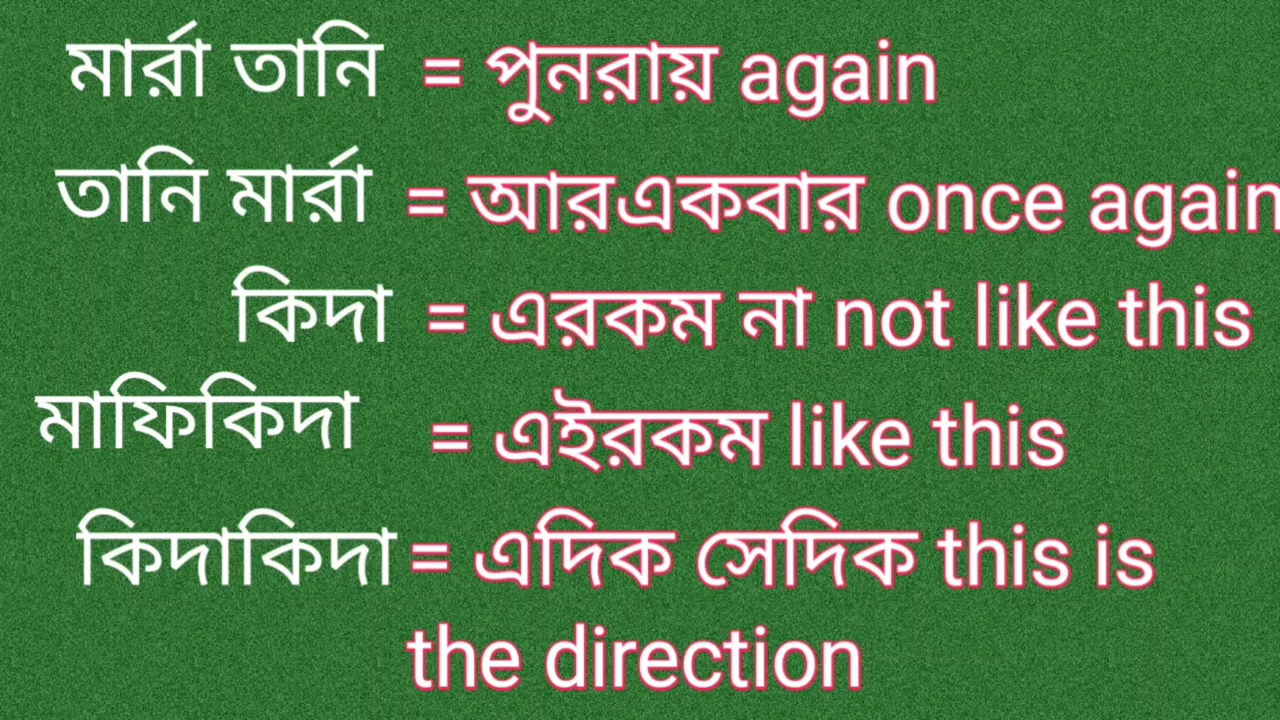 মার্রা তানি = পুনরায় again
তানি মার্রা = আরএকবার once again
কিদা = এরকম না not like this
মাফিকিদা = এইরকম like this
কিদাকিদা = এদিক সেদিক this is
the direction